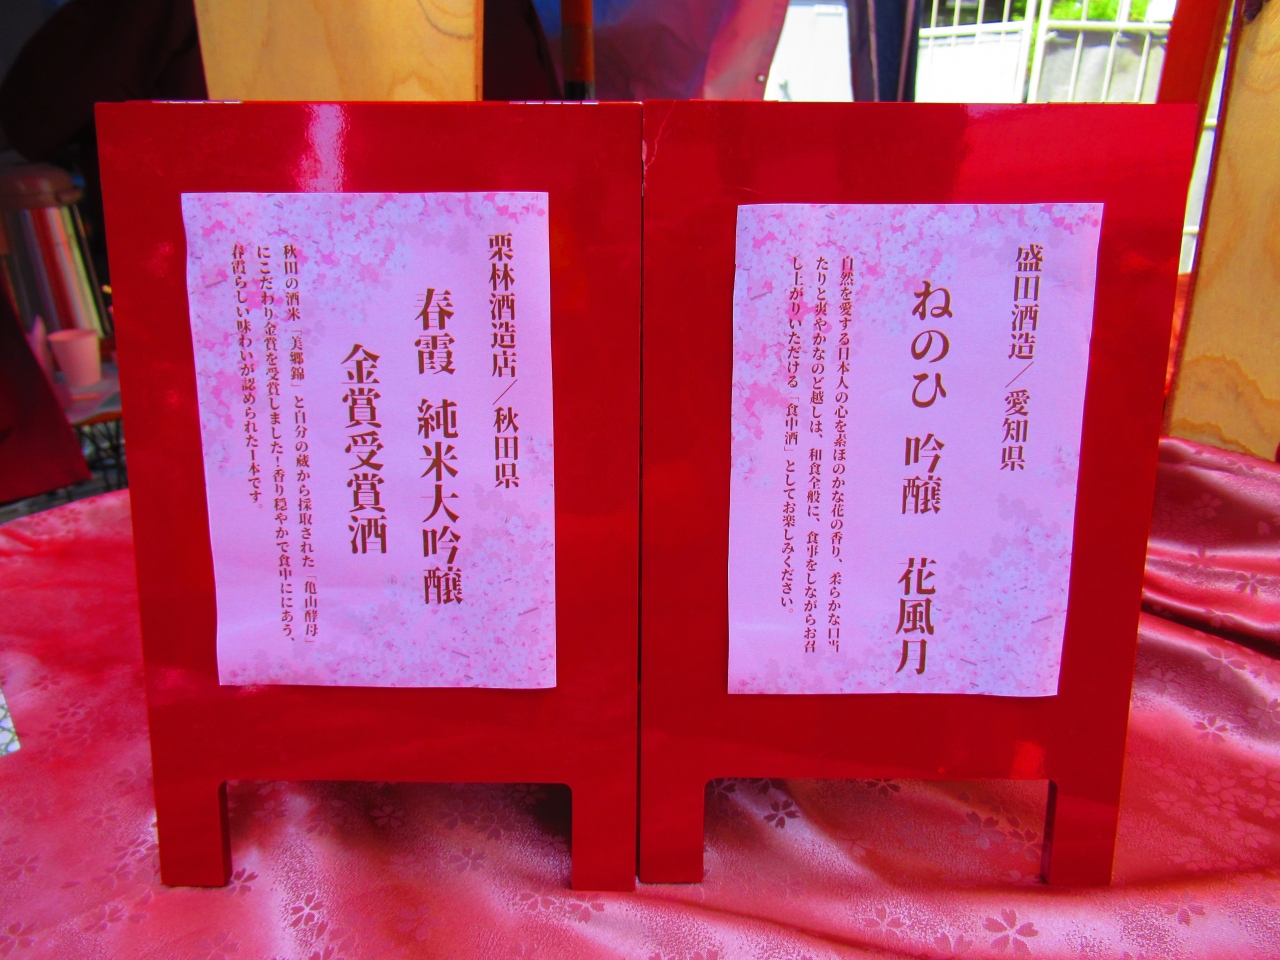 盛田酒造／愛知県
ねのひ 吟醸 花風月
自然を愛する日本人の心を素ほのかな花の香り、柔らかな口当
たりと爽やかなのど越しは、和食全般に、食事をしながらお召
し上がりいただける「食中酒」としてお楽しみください。
栗林酒造店／秋田県
春霞 純米大吟醸
金賞受賞酒
秋田の酒米「美郷錦」と自分の蔵から採取された「亀山酵母」
にこだわり金賞を受賞しました！香り穏やかで食中ににあう、
春霞らしい味わいが認められた1本です。